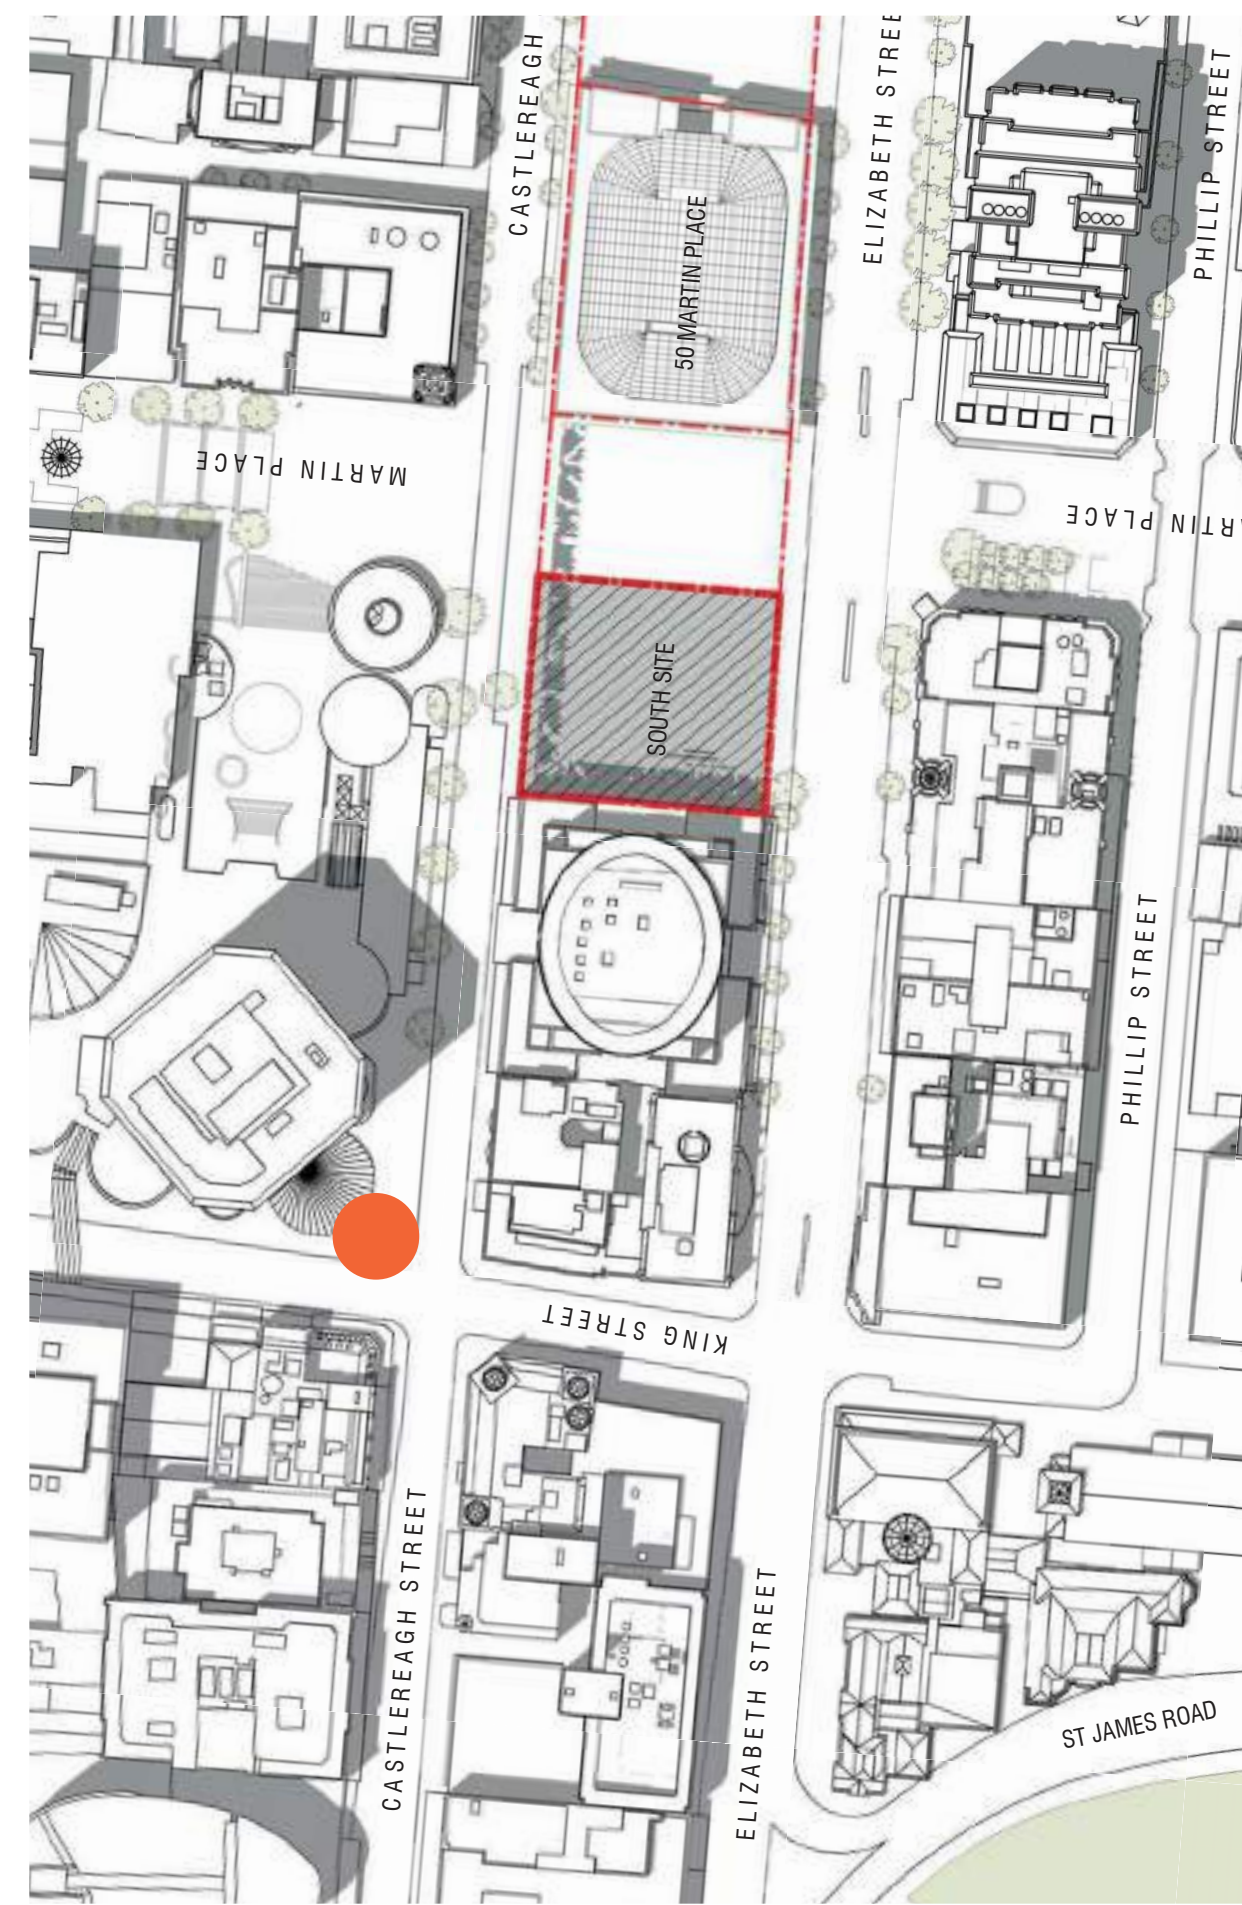 CASTLEREAGH
ELIZABETH STREE
PHILLIP STREET
50 MARTIN PLACE
MARTIN PLACE
RTIN PLACE
SOUTH SITE
PHILLIP STREET
KING STREET
CASTLEREAGH STREET
ELIZABETH STREET
ST JAMES ROAD